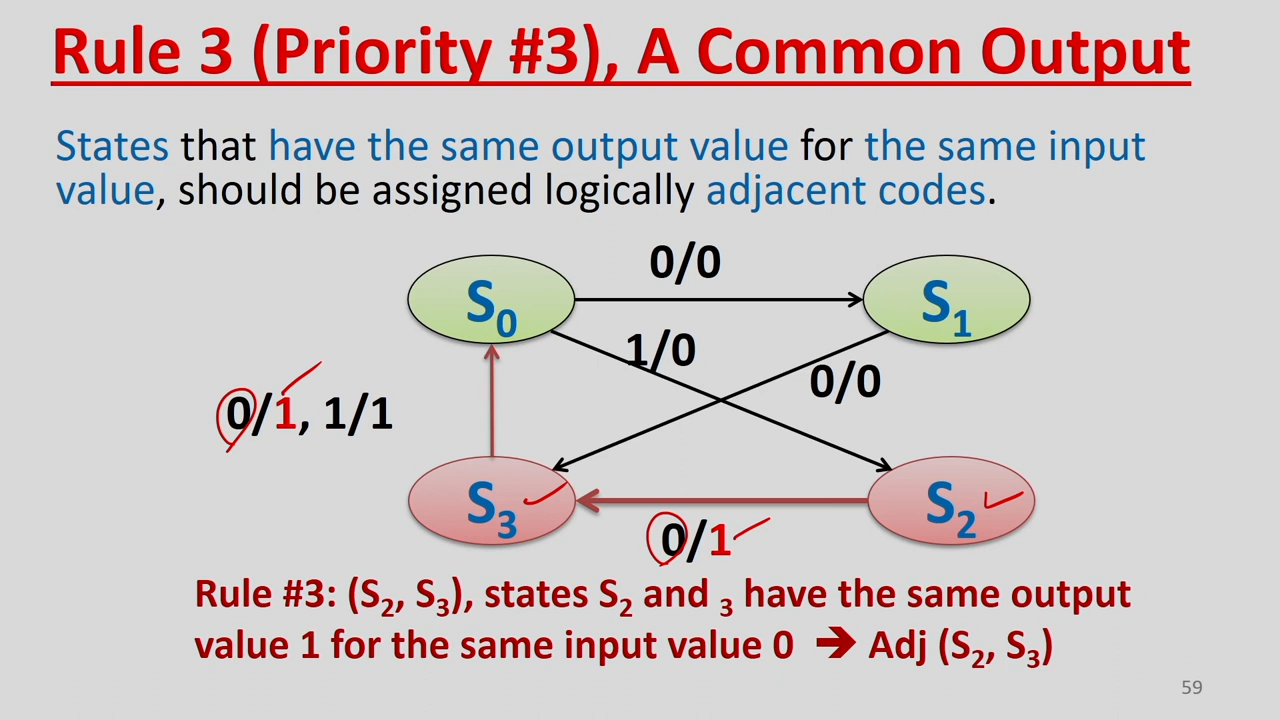 Rule 3 (Priority #3), A Common Output
States that have the same output value for the same input
value, should be assigned logically adjacent codes.
0/0
S0
S1
1/0
0/0
0/1, 1/1
S3
S2
0/1
Rule #3: (S2, S3), states S2 and 3 have the same output
value 1 for the same input value 0 ➔ Adj (S2, S3)
59